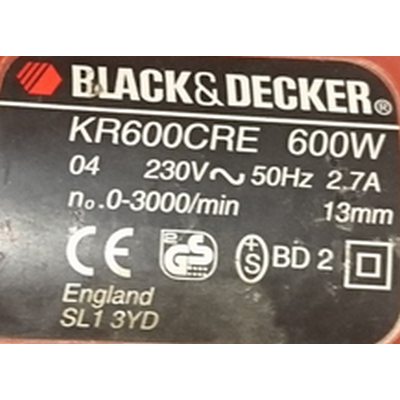 BLACK&DECKER®
KR600CRE 600W
04 230V~ 50Hz 2.7A
no.0-3000/min 13mm
CE GS +S BD 2
England
SL1 3YD